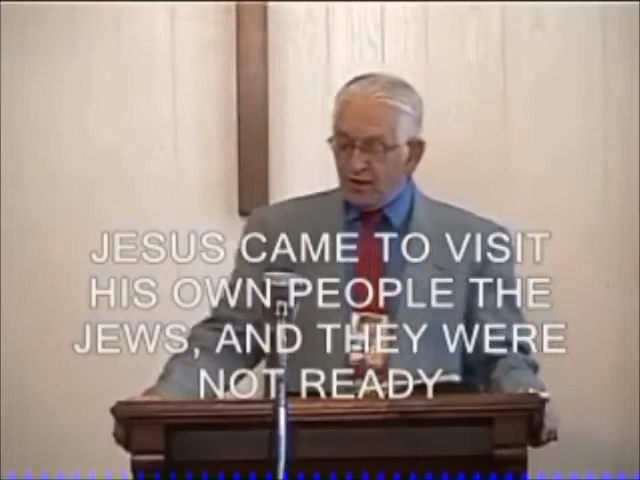 JESUS CAME TO VISIT
HIS OWN PEOPLE THE
JEWS, AND THEY WERE
NOT READY